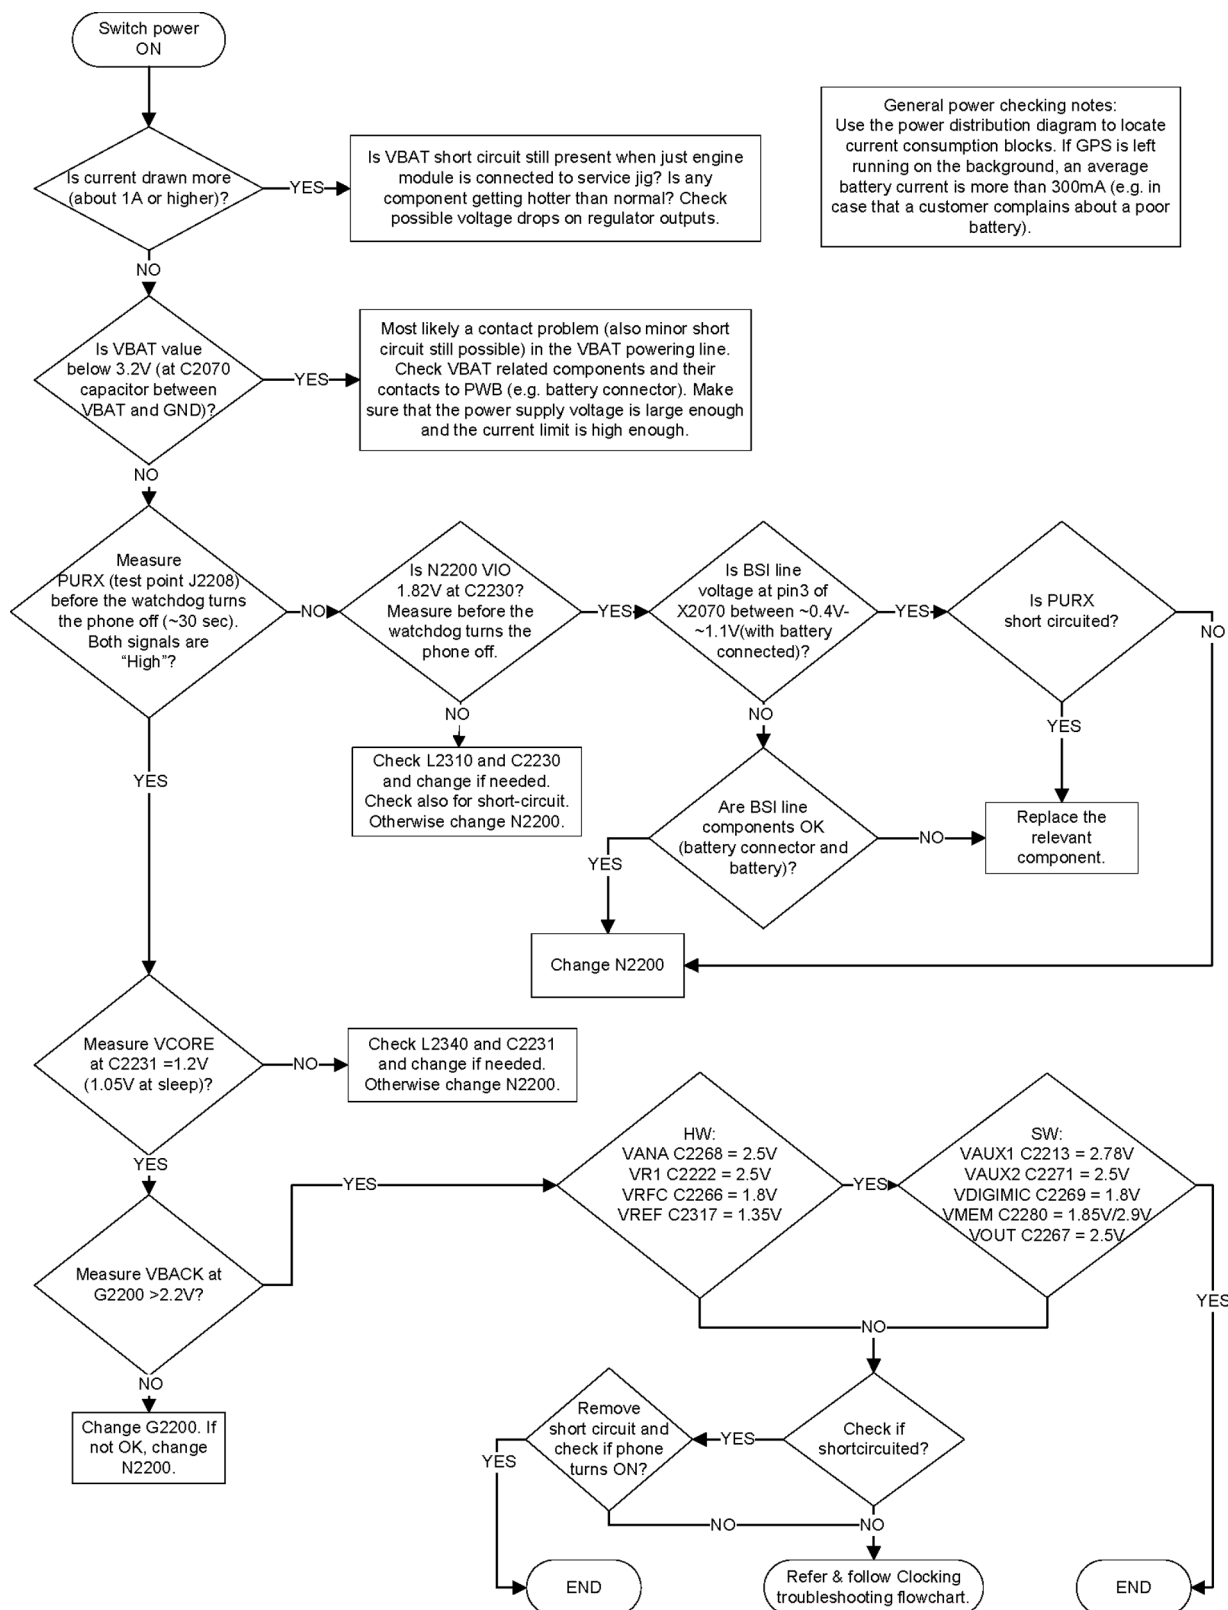 Switch power
ON
General power checking notes:
Use the power distribution diagram to locate
current consumption blocks. If GPS is left
running on the background, an average
battery current is more than 300mA (e.g. in
case that a customer complains about a poor
battery).
Is current drawn more
(about 1A or higher)?
YES
Is VBAT short circuit still present when just engine
module is connected to service jig? Is any
component getting hotter than normal? Check
possible voltage drops on regulator outputs.
NO
Is VBAT value
below 3.2V (at C2070
capacitor between
VBAT and GND)?
YES
Most likely a contact problem (also minor short
circuit still possible) in the VBAT powering line.
Check VBAT related components and their
contacts to PWB (e.g. battery connector). Make
sure that the power supply voltage is large enough
and the current limit is high enough.
NO
Measure
PURX (test point J2208)
before the watchdog turns
the phone off (~30 sec).
Both signals are
“High”?
NO
Is N2200 VIO
1.82V at C2230?
Measure before the
watchdog turns the
phone off.
YES
Is BSI line
voltage at pin3 of
X2070 between ~0.4V-
~1.1V(with battery
connected)?
YES
Is PURX
short circuited?
NO
NO
Check L2310 and C2230
and change if needed.
Check also for short-circuit.
Otherwise change N2200.
NO
YES
YES
Are BSI line
components OK
(battery connector and
battery)?
NO
Replace the
relevant
component.
YES
Change N2200
Measure VCORE
at C2231 =1.2V
(1.05V at sleep)?
NO
Check L2340 and C2231
and change if needed.
Otherwise change N2200.
YES
Measure VBACK at
G2200 >2.2V?
YES
HW:
VANA C2268 = 2.5V
VR1 C2222 = 2.5V
VRFC C2266 = 1.8V
VREF C2317 = 1.35V
YES
SW:
VAUX1 C2213 = 2.78V
VAUX2 C2271 = 2.5V
VDIGIMIC C2269 = 1.8V
VMEM C2280 = 1.85V/2.9V
VOUT C2267 = 2.5V
YES
NO
NO
Change G2200. If
not OK, change
N2200.
Check if
shortcircuited?
YES
Remove
short circuit and
check if phone
turns ON?
YES
NO
NO
END
Refer & follow Clocking
troubleshooting flowchart.
END